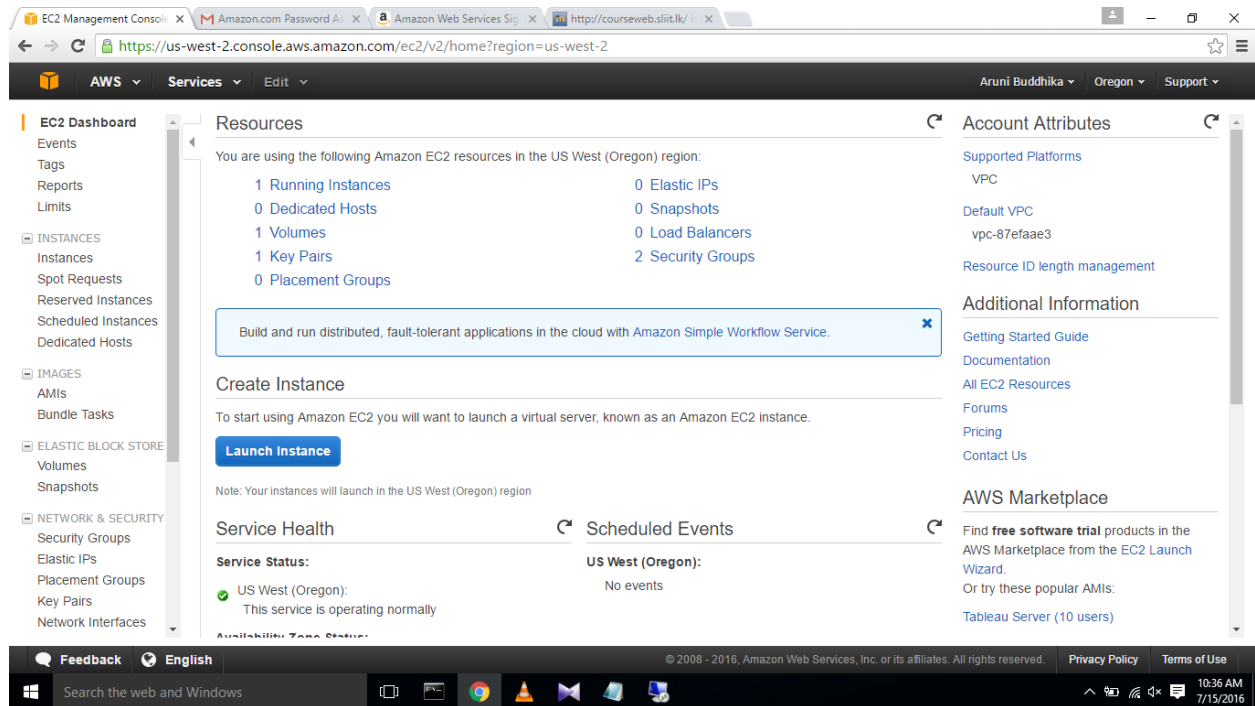 EC2 Management Console
Amazon.com Password As
Amazon Web Services Sig
http://courseweb.sliit.lk/
https://us-west-2.console.aws.amazon.com/ec2/v2/home?region=us-west-2
AWS Services Edit
Aruni Buddhika Oregon Support
EC2 Dashboard
Events
Tags
Reports
Limits
INSTANCES
Instances
Spot Requests
Reserved Instances
Scheduled Instances
Dedicated Hosts
IMAGES
AMIs
Bundle Tasks
ELASTIC BLOCK STORE
Volumes
Snapshots
NETWORK & SECURITY
Security Groups
Elastic IPs
Placement Groups
Key Pairs
Network Interfaces
Resources
You are using the following Amazon EC2 resources in the US West (Oregon) region:
1 Running Instances
0 Dedicated Hosts
1 Volumes
1 Key Pairs
0 Placement Groups
0 Elastic IPs
0 Snapshots
0 Load Balancers
2 Security Groups
Build and run distributed, fault-tolerant applications in the cloud with Amazon Simple Workflow Service.
Create Instance
To start using Amazon EC2 you will want to launch a virtual server, known as an Amazon EC2 instance.
Launch Instance
Note: Your instances will launch in the US West (Oregon) region
Service Health
Service Status:
US West (Oregon):
This service is operating normally
Availability Zone Status:
Scheduled Events
US West (Oregon):
No events
Account Attributes
Supported Platforms
VPC
Default VPC
vpc-87efaae3
Resource ID length management
Additional Information
Getting Started Guide
Documentation
All EC2 Resources
Forums
Pricing
Contact Us
AWS Marketplace
Find free software trial products in the
AWS Marketplace from the EC2 Launch
Wizard.
Or try these popular AMIs:
Tableau Server (10 users)
Feedback English
© 2008 - 2016, Amazon Web Services, Inc. or its affiliates. All rights reserved. Privacy Policy Terms of Use
Search the web and Windows
10:36 AM
7/15/2016